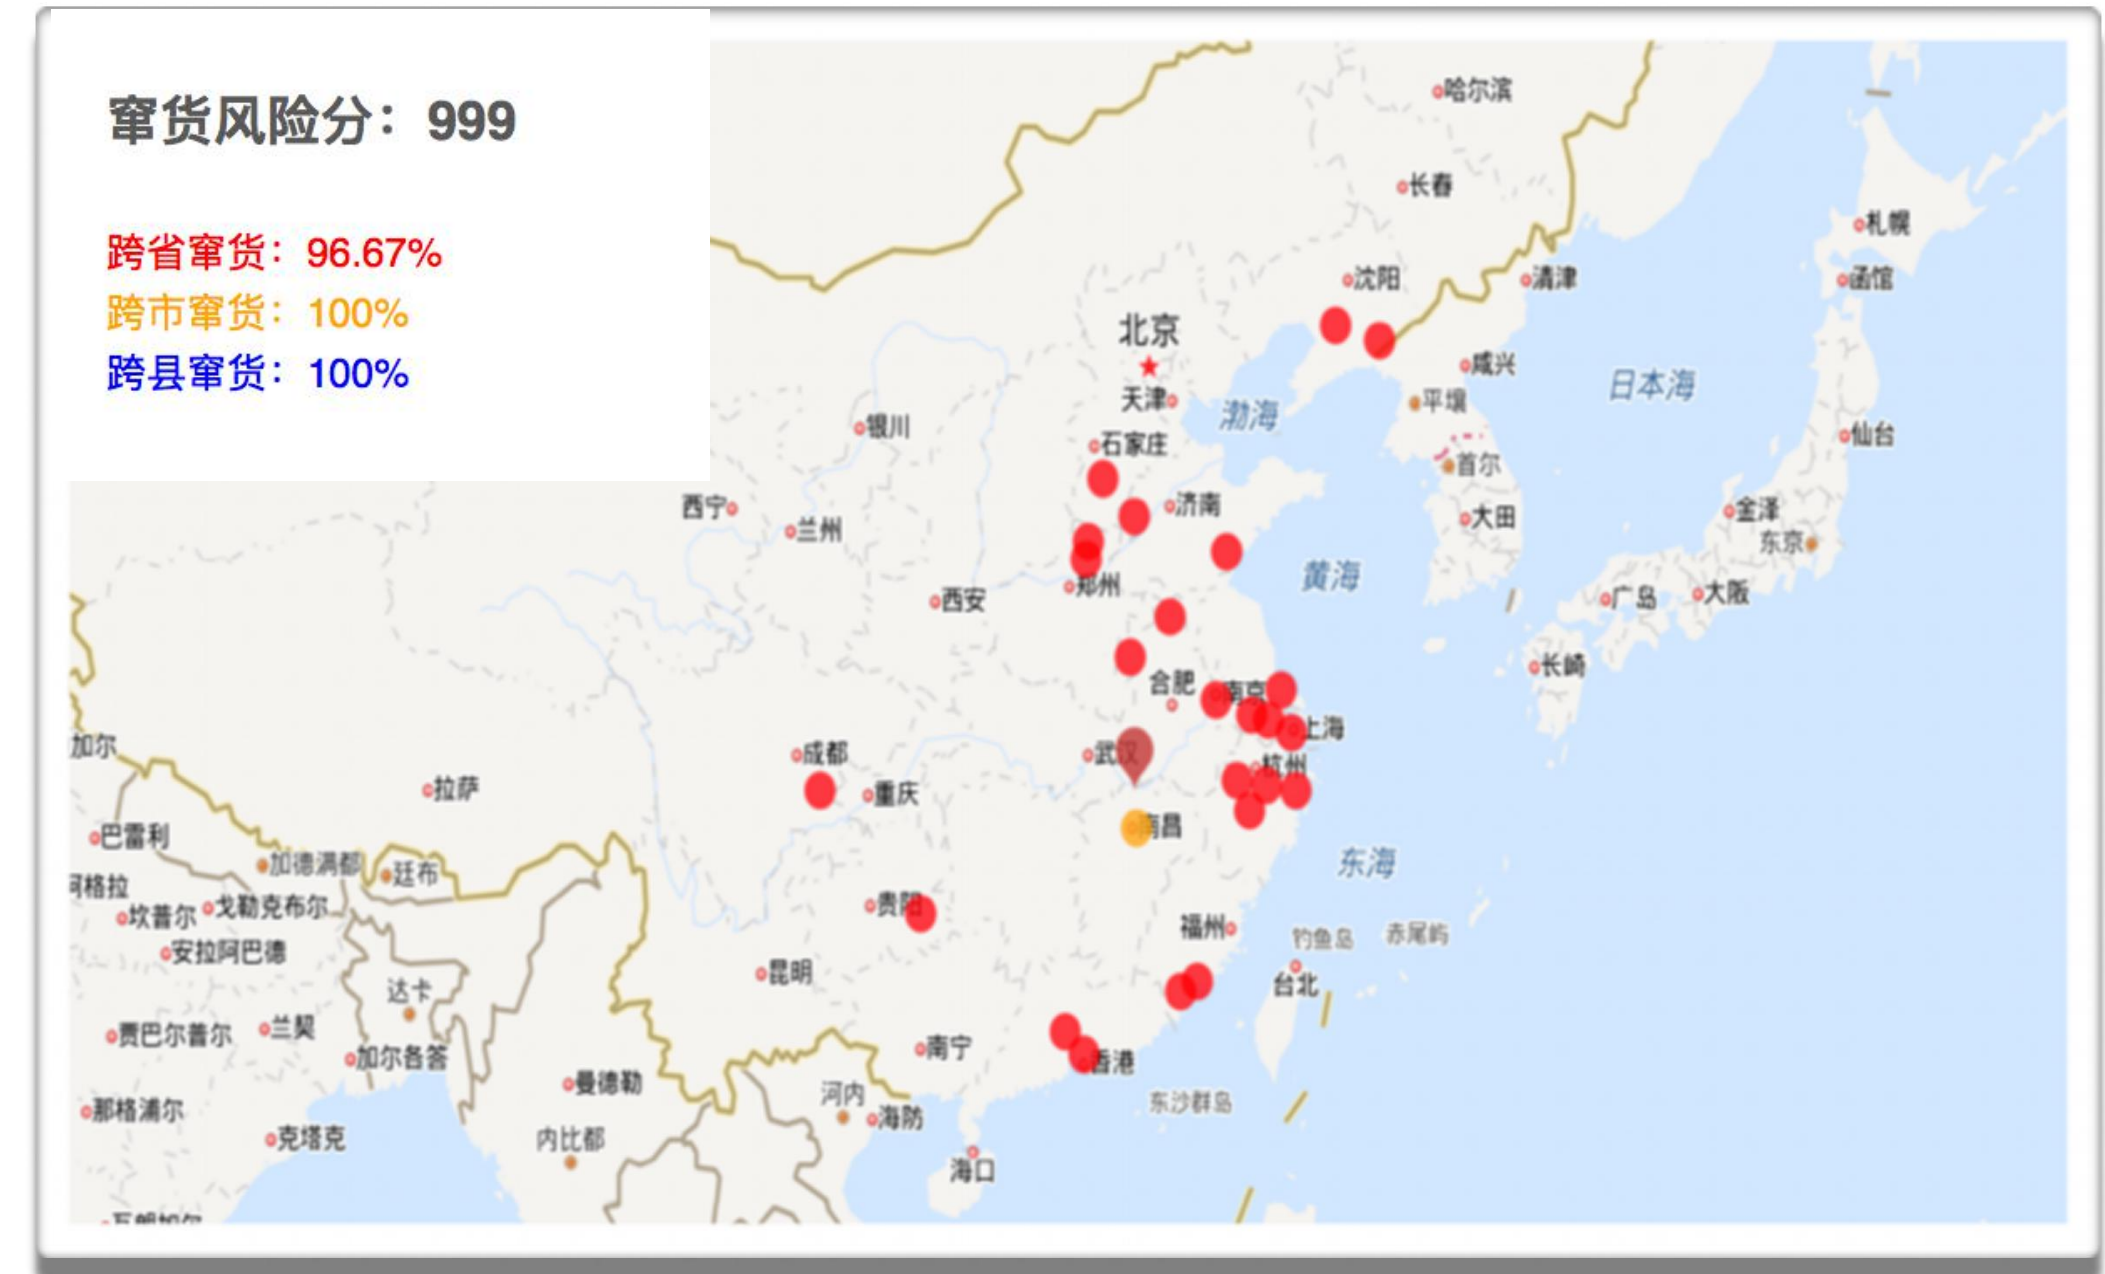 窜货风险分：999
跨省窜货：96.67%
跨市窜货：100%
跨县窜货：100%
哈尔滨
长春
札幌
沈阳
清津
函馆
北京
咸兴
日本海
天津
平壤
渤海
银川
石家庄
仙台
首尔
西宁
济南
金泽
兰州
大田
东京
黄海
郑州
西安
广岛
大阪
长崎
合肥
南京
上海
加尔
成都
武汉
杭州
拉萨
重庆
南昌
巴雷利
加德满都
廷布
东海
阿格拉
坎普尔
戈勒克布尔
贵阳
福州
钓鱼岛
赤尾屿
安拉阿巴德
昆明
台北
达卡
贾巴尔普尔
兰契
加尔各答
南宁
香港
曼德勒
河内
东沙群岛
那格浦尔
海防
克塔克
内比都
海口